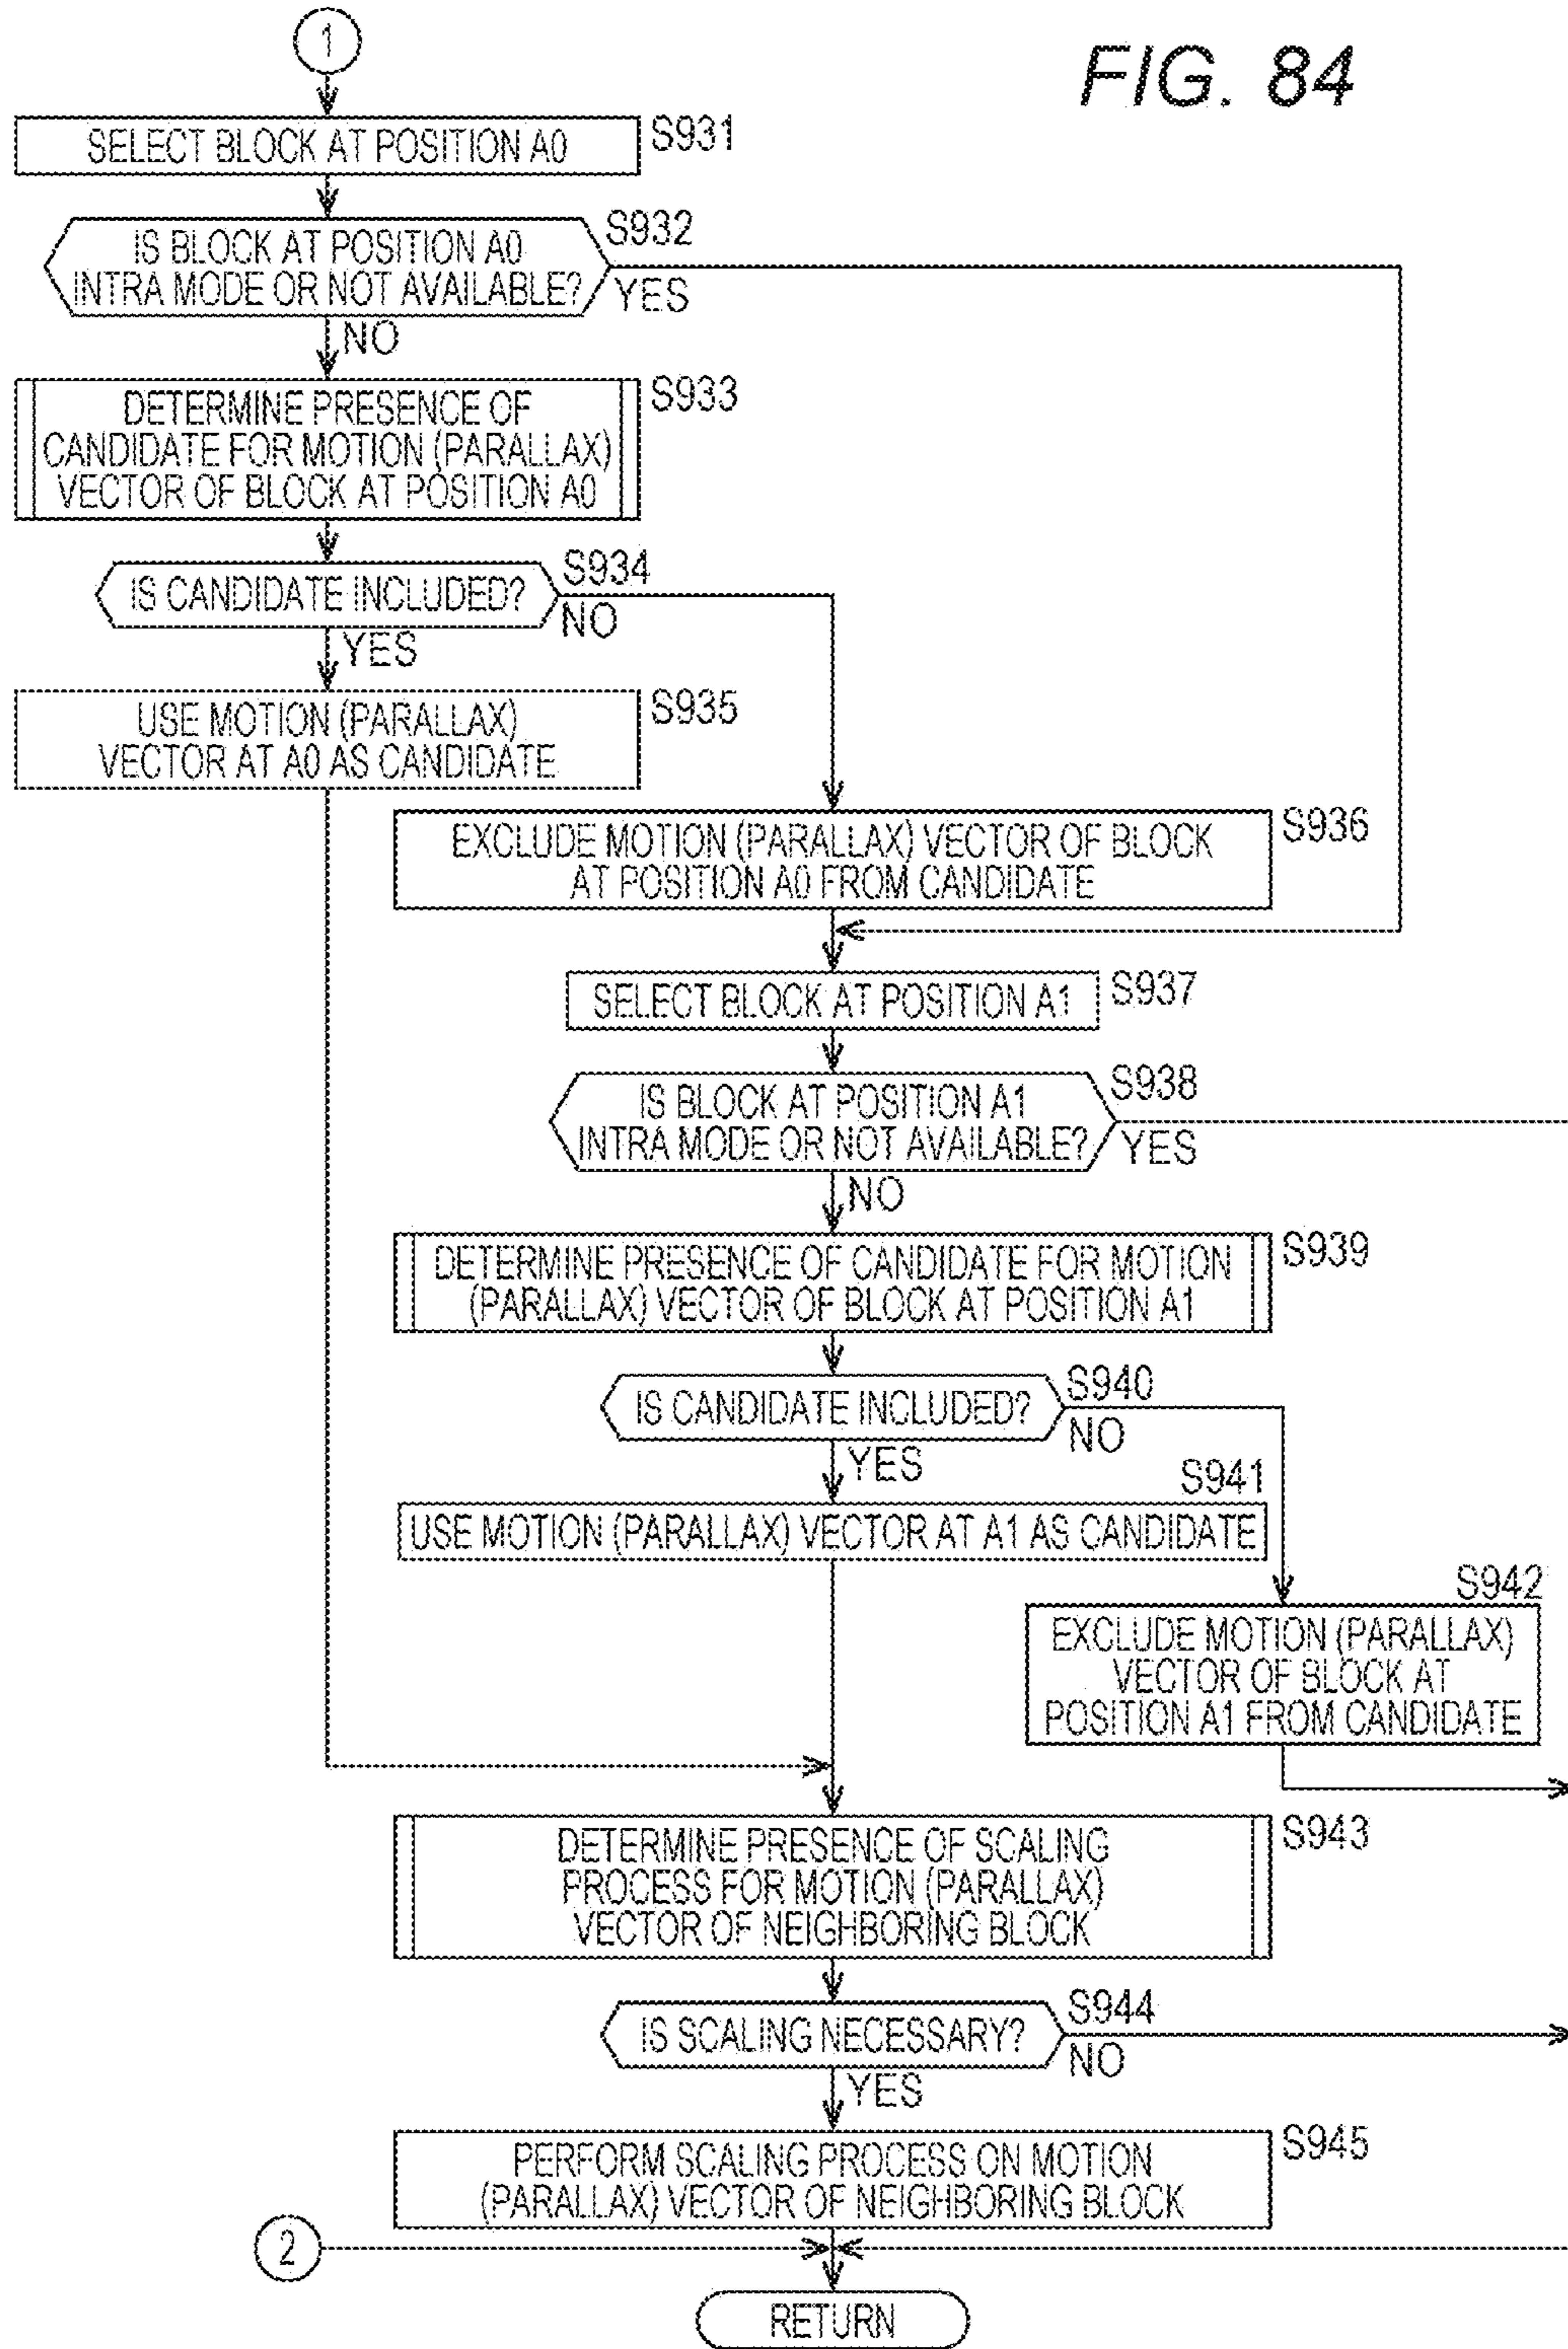 FIG. 84
1
SELECT BLOCK AT POSITION A0
S931
IS BLOCK AT POSITION A0
INTRA MODE OR NOT AVAILABLE?
S932
YES
NO
DETERMINE PRESENCE OF
CANDIDATE FOR MOTION (PARALLAX)
VECTOR OF BLOCK AT POSITION A0
S933
IS CANDIDATE INCLUDED?
S934
NO
YES
USE MOTION (PARALLAX)
VECTOR AT A0 AS CANDIDATE
S935
EXCLUDE MOTION (PARALLAX) VECTOR OF BLOCK
AT POSITION A0 FROM CANDIDATE
S936
SELECT BLOCK AT POSITION A1
S937
IS BLOCK AT POSITION A1
INTRA MODE OR NOT AVAILABLE?
S938
YES
NO
DETERMINE PRESENCE OF CANDIDATE FOR MOTION
(PARALLAX) VECTOR OF BLOCK AT POSITION A1
S939
IS CANDIDATE INCLUDED?
S940
NO
YES
S941
USE MOTION (PARALLAX) VECTOR AT A1 AS CANDIDATE
S942
EXCLUDE MOTION (PARALLAX)
VECTOR OF BLOCK AT
POSITION A1 FROM CANDIDATE
DETERMINE PRESENCE OF SCALING
PROCESS FOR MOTION (PARALLAX)
VECTOR OF NEIGHBORING BLOCK
S943
IS SCALING NECESSARY?
S944
NO
YES
PERFORM SCALING PROCESS ON MOTION
(PARALLAX) VECTOR OF NEIGHBORING BLOCK
S945
2
RETURN